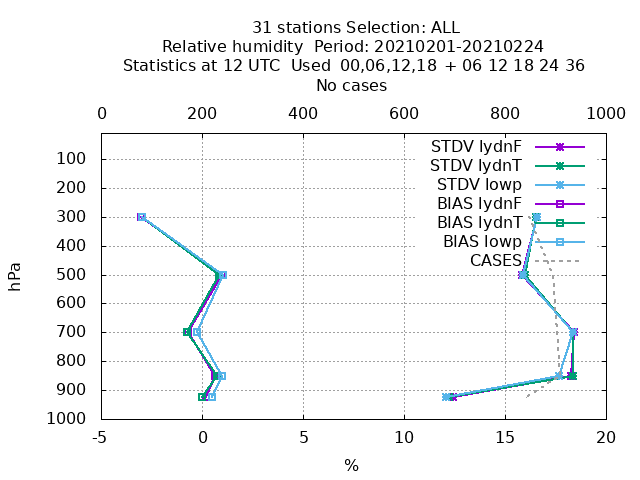 31 stations Selection: ALL
Relative humidity  Period: 20210201-20210224
Statistics at 12 UTC  Used  00,06,12,18  + 06 12 18 24 36
No cases
0 200 400 600 800 1000
STDV lydnF
STDV lydnT
STDV lowp
BIAS lydnF
BIAS lydnT
BIAS lowp
CASES
100
200
300
400
500
600
700
850
900
1000
hPa
-5 0 5 10 15 20
%